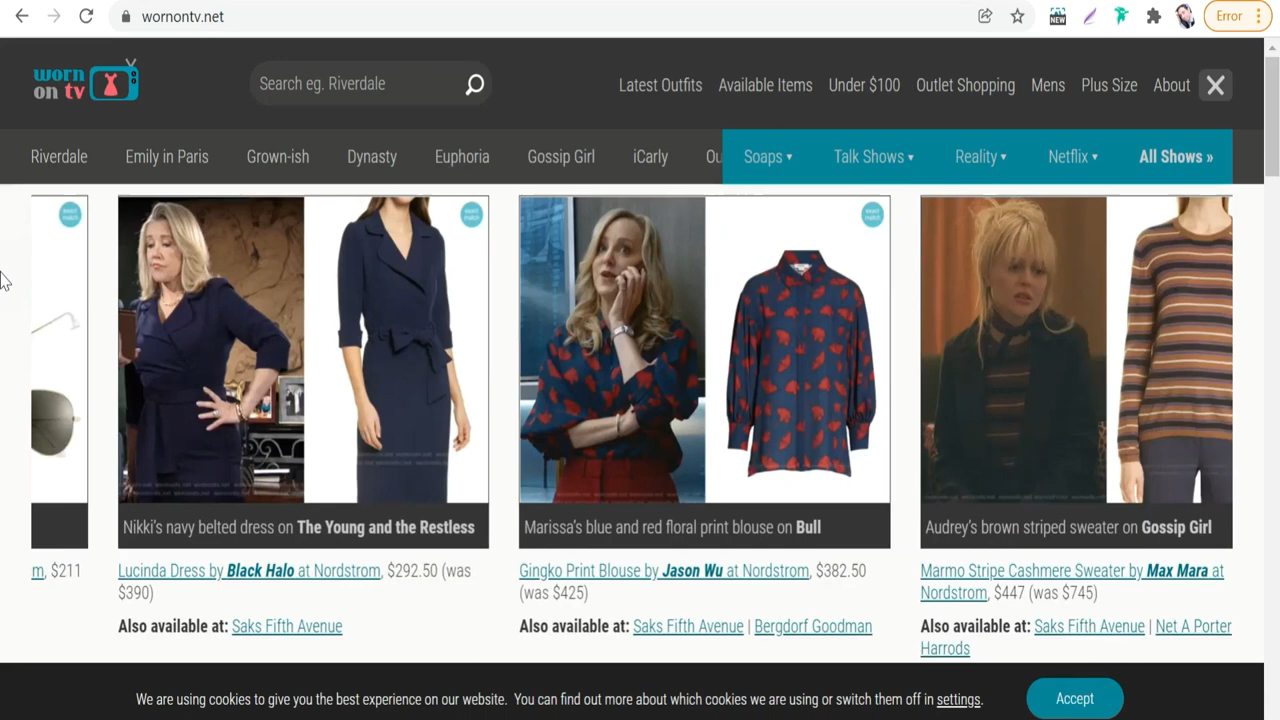 wornontv.net
NEW
Error
worn
on tv
Search eg. Riverdale
Latest Outfits
Available Items
Under $100
Outlet Shopping
Mens
Plus Size
About
Riverdale
Emily in Paris
Grown-ish
Dynasty
Euphoria
Gossip Girl
iCarly
Ou
Soaps ▾
Talk Shows ▾
Reality ▾
Netflix ▾
All Shows »
exact match
exact match
exact match
Nikki's navy belted dress on The Young and the Restless
Marissa's blue and red floral print blouse on Bull
Audrey's brown striped sweater on Gossip Girl
m, $211
Lucinda Dress by Black Halo at Nordstrom, $292.50 (was
$390)
Also available at: Saks Fifth Avenue
Gingko Print Blouse by Jason Wu at Nordstrom, $382.50
(was $425)
Also available at: Saks Fifth Avenue | Bergdorf Goodman
Marmo Stripe Cashmere Sweater by Max Mara at
Nordstrom, $447 (was $745)
Also available at: Saks Fifth Avenue | Net A Porter
Harrods
We are using cookies to give you the best experience on our website. You can find out more about which cookies we are using or switch them off in settings.
Accept